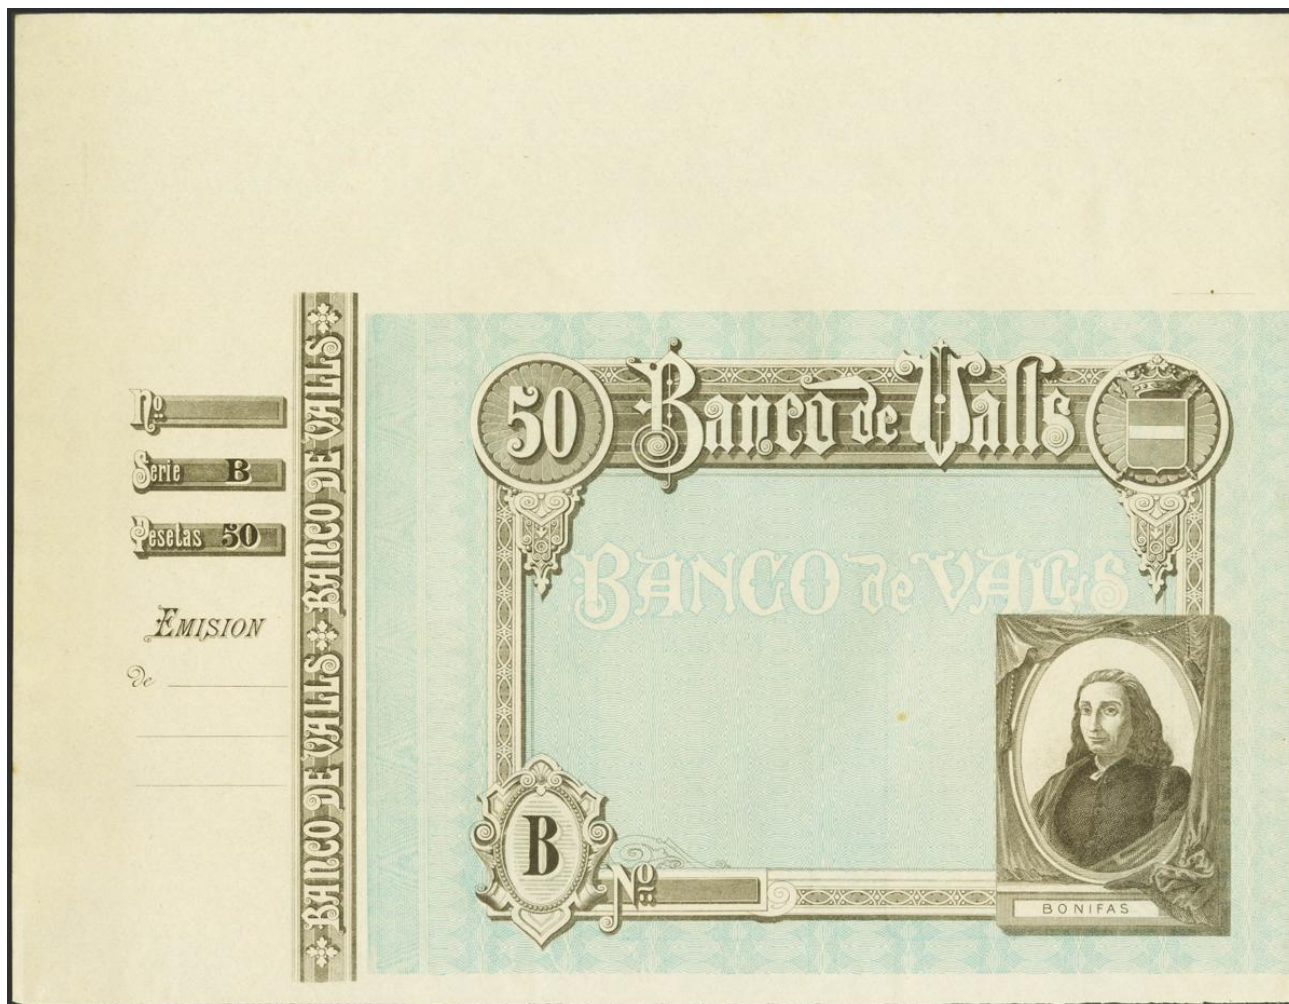 Nº
Serie B
Pesetas 50
EMISION
de
BANCO DE VALLS BANCO DE VALLS
50 Banco de Valls
BANCO de VALLS
B
Nº
BONIFAS